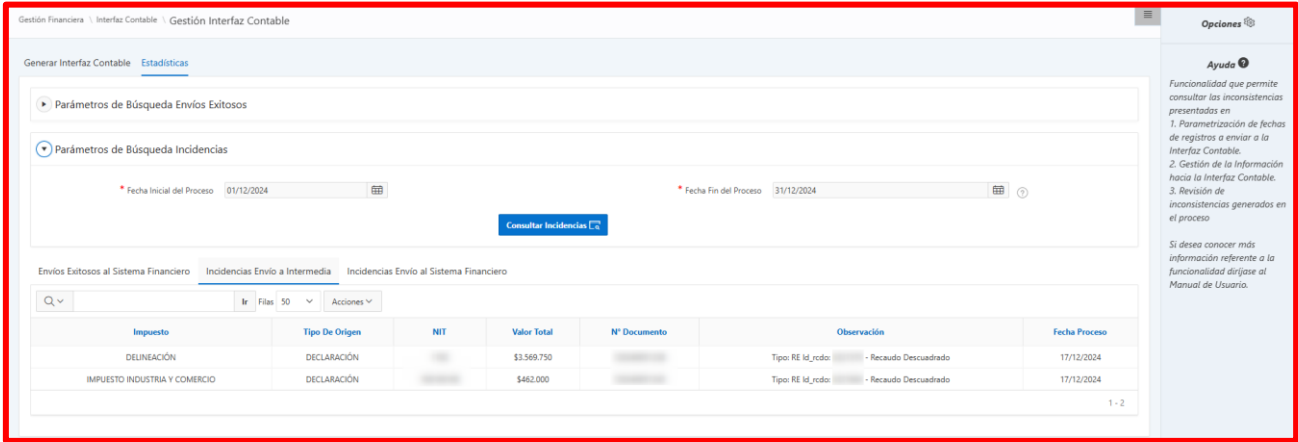 Gestión Financiera \ Interfaz Contable \ Gestión Interfaz Contable
Opciones
Generar Interfaz Contable Estadísticas
Parámetros de Búsqueda Envíos Exitosos
Parámetros de Búsqueda Incidencias
* Fecha Inicial del Proceso 01/12/2024 * Fecha Fin del Proceso 31/12/2024
Consultar Incidencias
Envíos Exitosos al Sistema Financiero Incidencias Envío a Intermedia Incidencias Envío al Sistema Financiero
Ir Filas 50 Acciones
Impuesto Tipo De Origen NIT Valor Total N° Documento Observación Fecha Proceso
DELINEACIÓN DECLARACIÓN $3.569.750 Tipo: RE Id_rcdo: - Recaudo Descuadrado 17/12/2024
IMPUESTO INDUSTRIA Y COMERCIO DECLARACIÓN $462.000 Tipo: RE Id_rcdo: - Recaudo Descuadrado 17/12/2024
1 - 2
Ayuda
Funcionalidad que permite
consultar las inconsistencias
presentadas en
1. Parametrización de fechas
de registros a enviar a la
Interfaz Contable.
2. Gestión de la Información
hacia la Interfaz Contable.
3. Revisión de
inconsistencias generados en
el proceso
Si desea conocer más
información referente a la
funcionalidad diríjase al
Manual de Usuario.